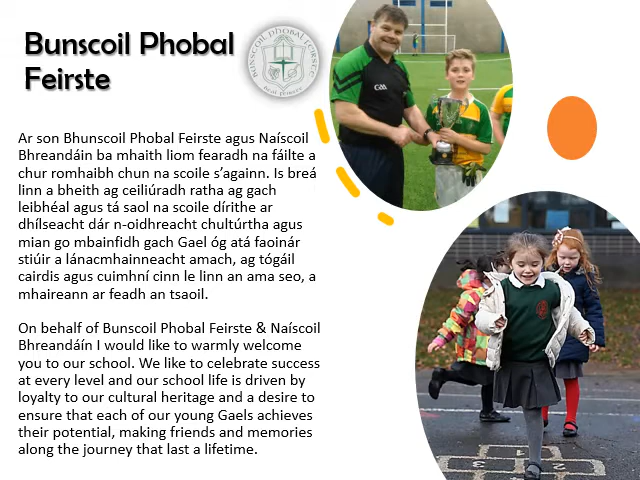 Bunscoil Phobal
Feirste
BUNSCOIL PHOBAL FEIRSTE
GAA
Ar son Bhunscoil Phobal Feirste agus Naíscoil
Bhreandáin ba mhaith liom fearadh na fáilte a
chur romhaibh chun na scoile s'againn. Is breá
linn a bheith ag ceiliúradh ratha ag gach
leibhéal agus tá saol na scoile dírithe ar
dhílseacht dár n-oidhreacht chultúrtha agus
mian go mbainfidh gach Gael óg atá faoinár
stiúir a lánacmhainneacht amach, ag tógáil
cairdis agus cuimhní cinn le linn an ama seo, a
mhaireann ar feadh an tsaoil.
On behalf of Bunscoil Phobal Feirste & Naíscoil
Bhreandáín I would like to warmly welcome
you to our school. We like to celebrate success
at every level and our school life is driven by
loyalty to our cultural heritage and a desire to
ensure that each of our young Gaels achieves
their potential, making friends and memories
along the journey that last a lifetime.